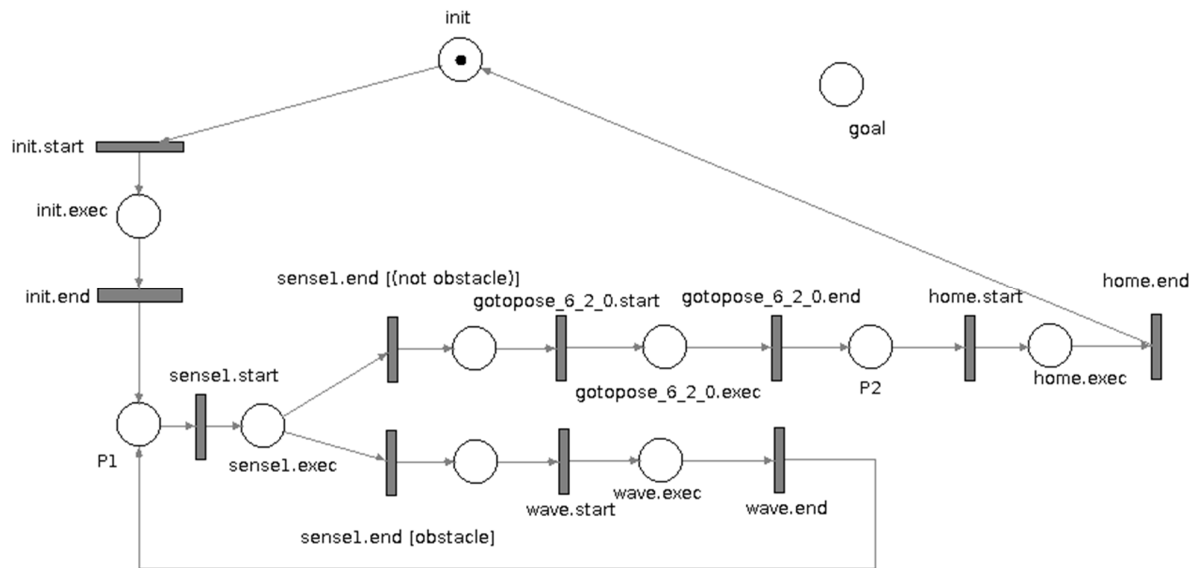 init
goal
init.start
init.exec
init.end
sense1.end [(not obstacle)]
gotopose_6_2_0.start
gotopose_6_2_0.end
home.start
home.end
sense1.start
gotopose_6_2_0.exec
P2
home.exec
P1
sense1.exec
wave.start
wave.exec
wave.end
sense1.end [obstacle]